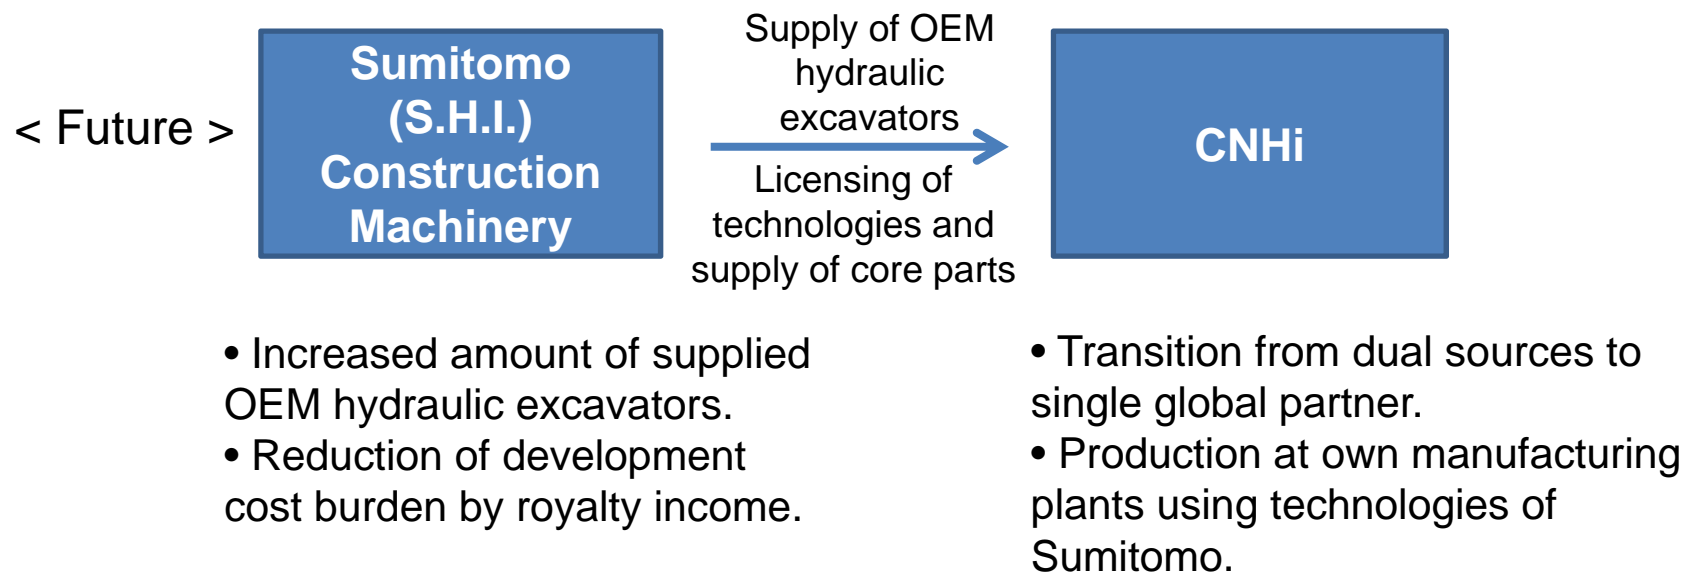 < Future >
Sumitomo
(S.H.I.)
Construction
Machinery
Supply of OEM
hydraulic
excavators
Licensing of
technologies and
supply of core parts
CNHi
• Increased amount of supplied
OEM hydraulic excavators.
• Reduction of development
cost burden by royalty income.
• Transition from dual sources to
single global partner.
• Production at own manufacturing
plants using technologies of
Sumitomo.